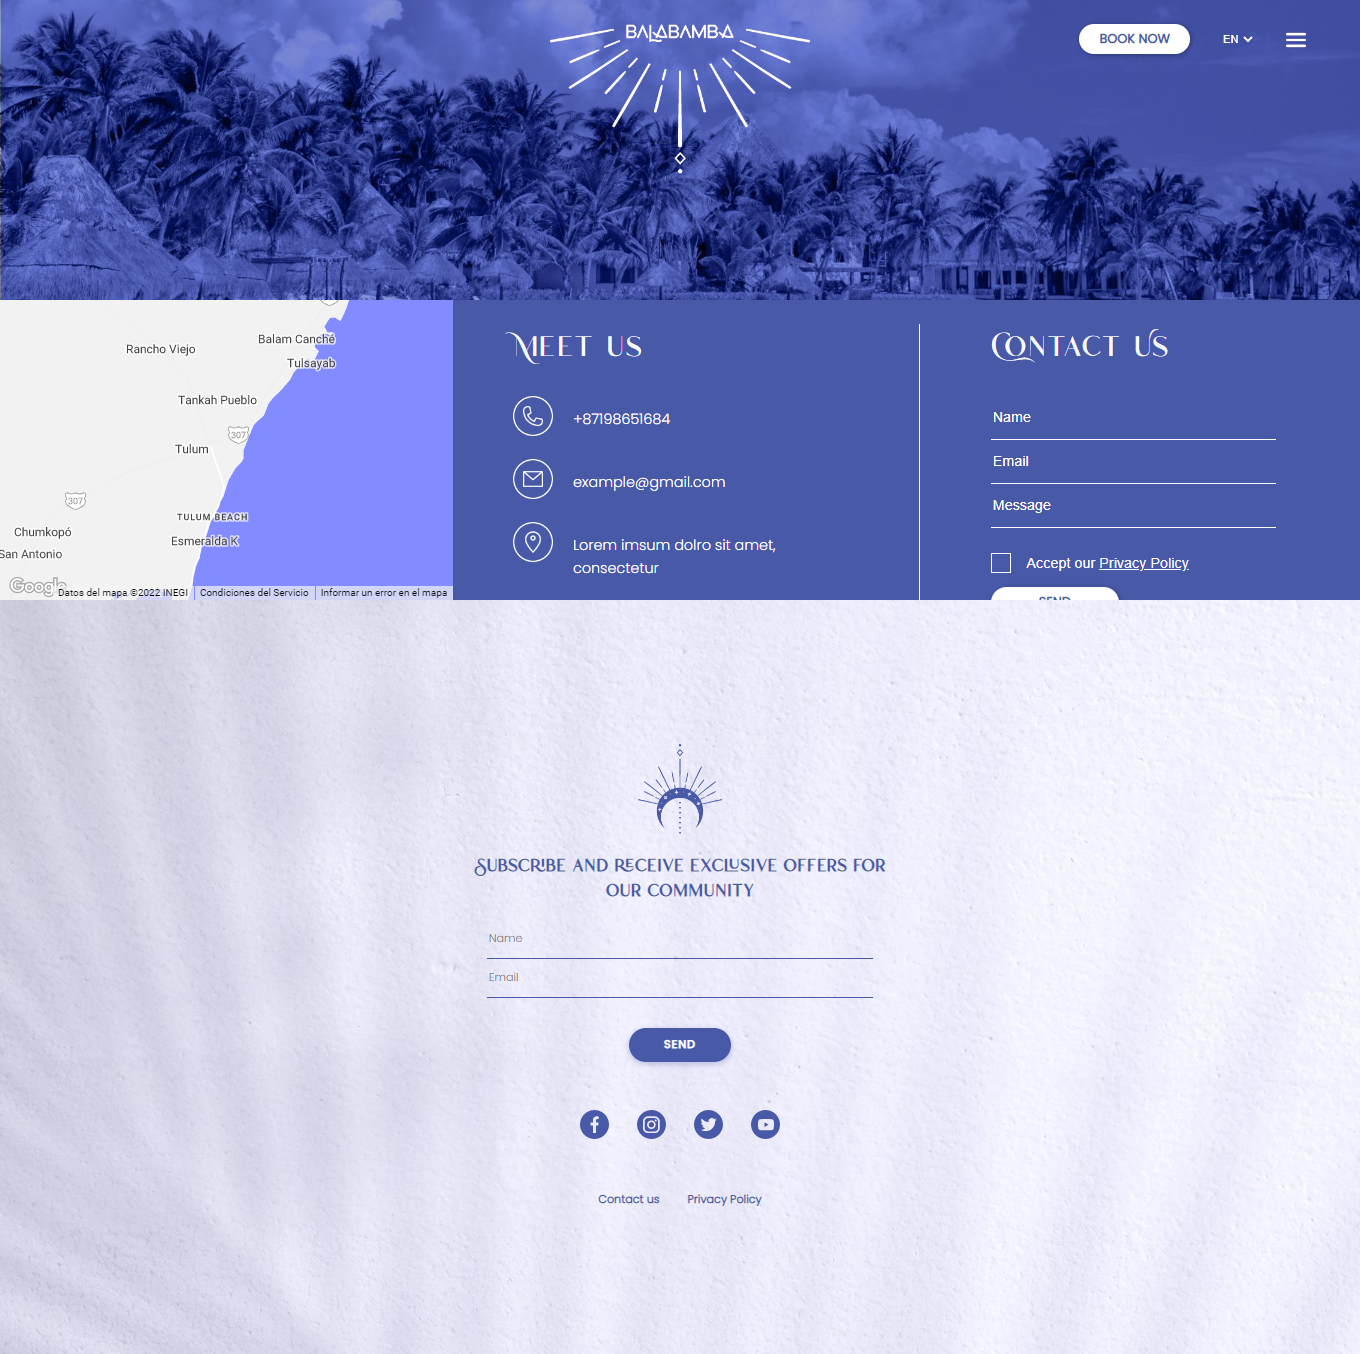 BALABAMBA
BOOK NOW
EN
Rancho Viejo
Balam Canché
Tulsayab
Tankah Pueblo
307
Tulum
307
TULUM BEACH
Chumkopó
Esmeralda K
San Antonio
Google
Datos del mapa ©2022 INEGI
Condiciones del Servicio
Informar un error en el mapa
Meet us
+87198651684
example@gmail.com
Lorem imsum dolro sit amet,
consectetur
Contact us
Name
Email
Message
Accept our Privacy Policy
SEND
Subscribe and receive exclusive offers for
our community
Name
Email
SEND
Contact us
Privacy Policy